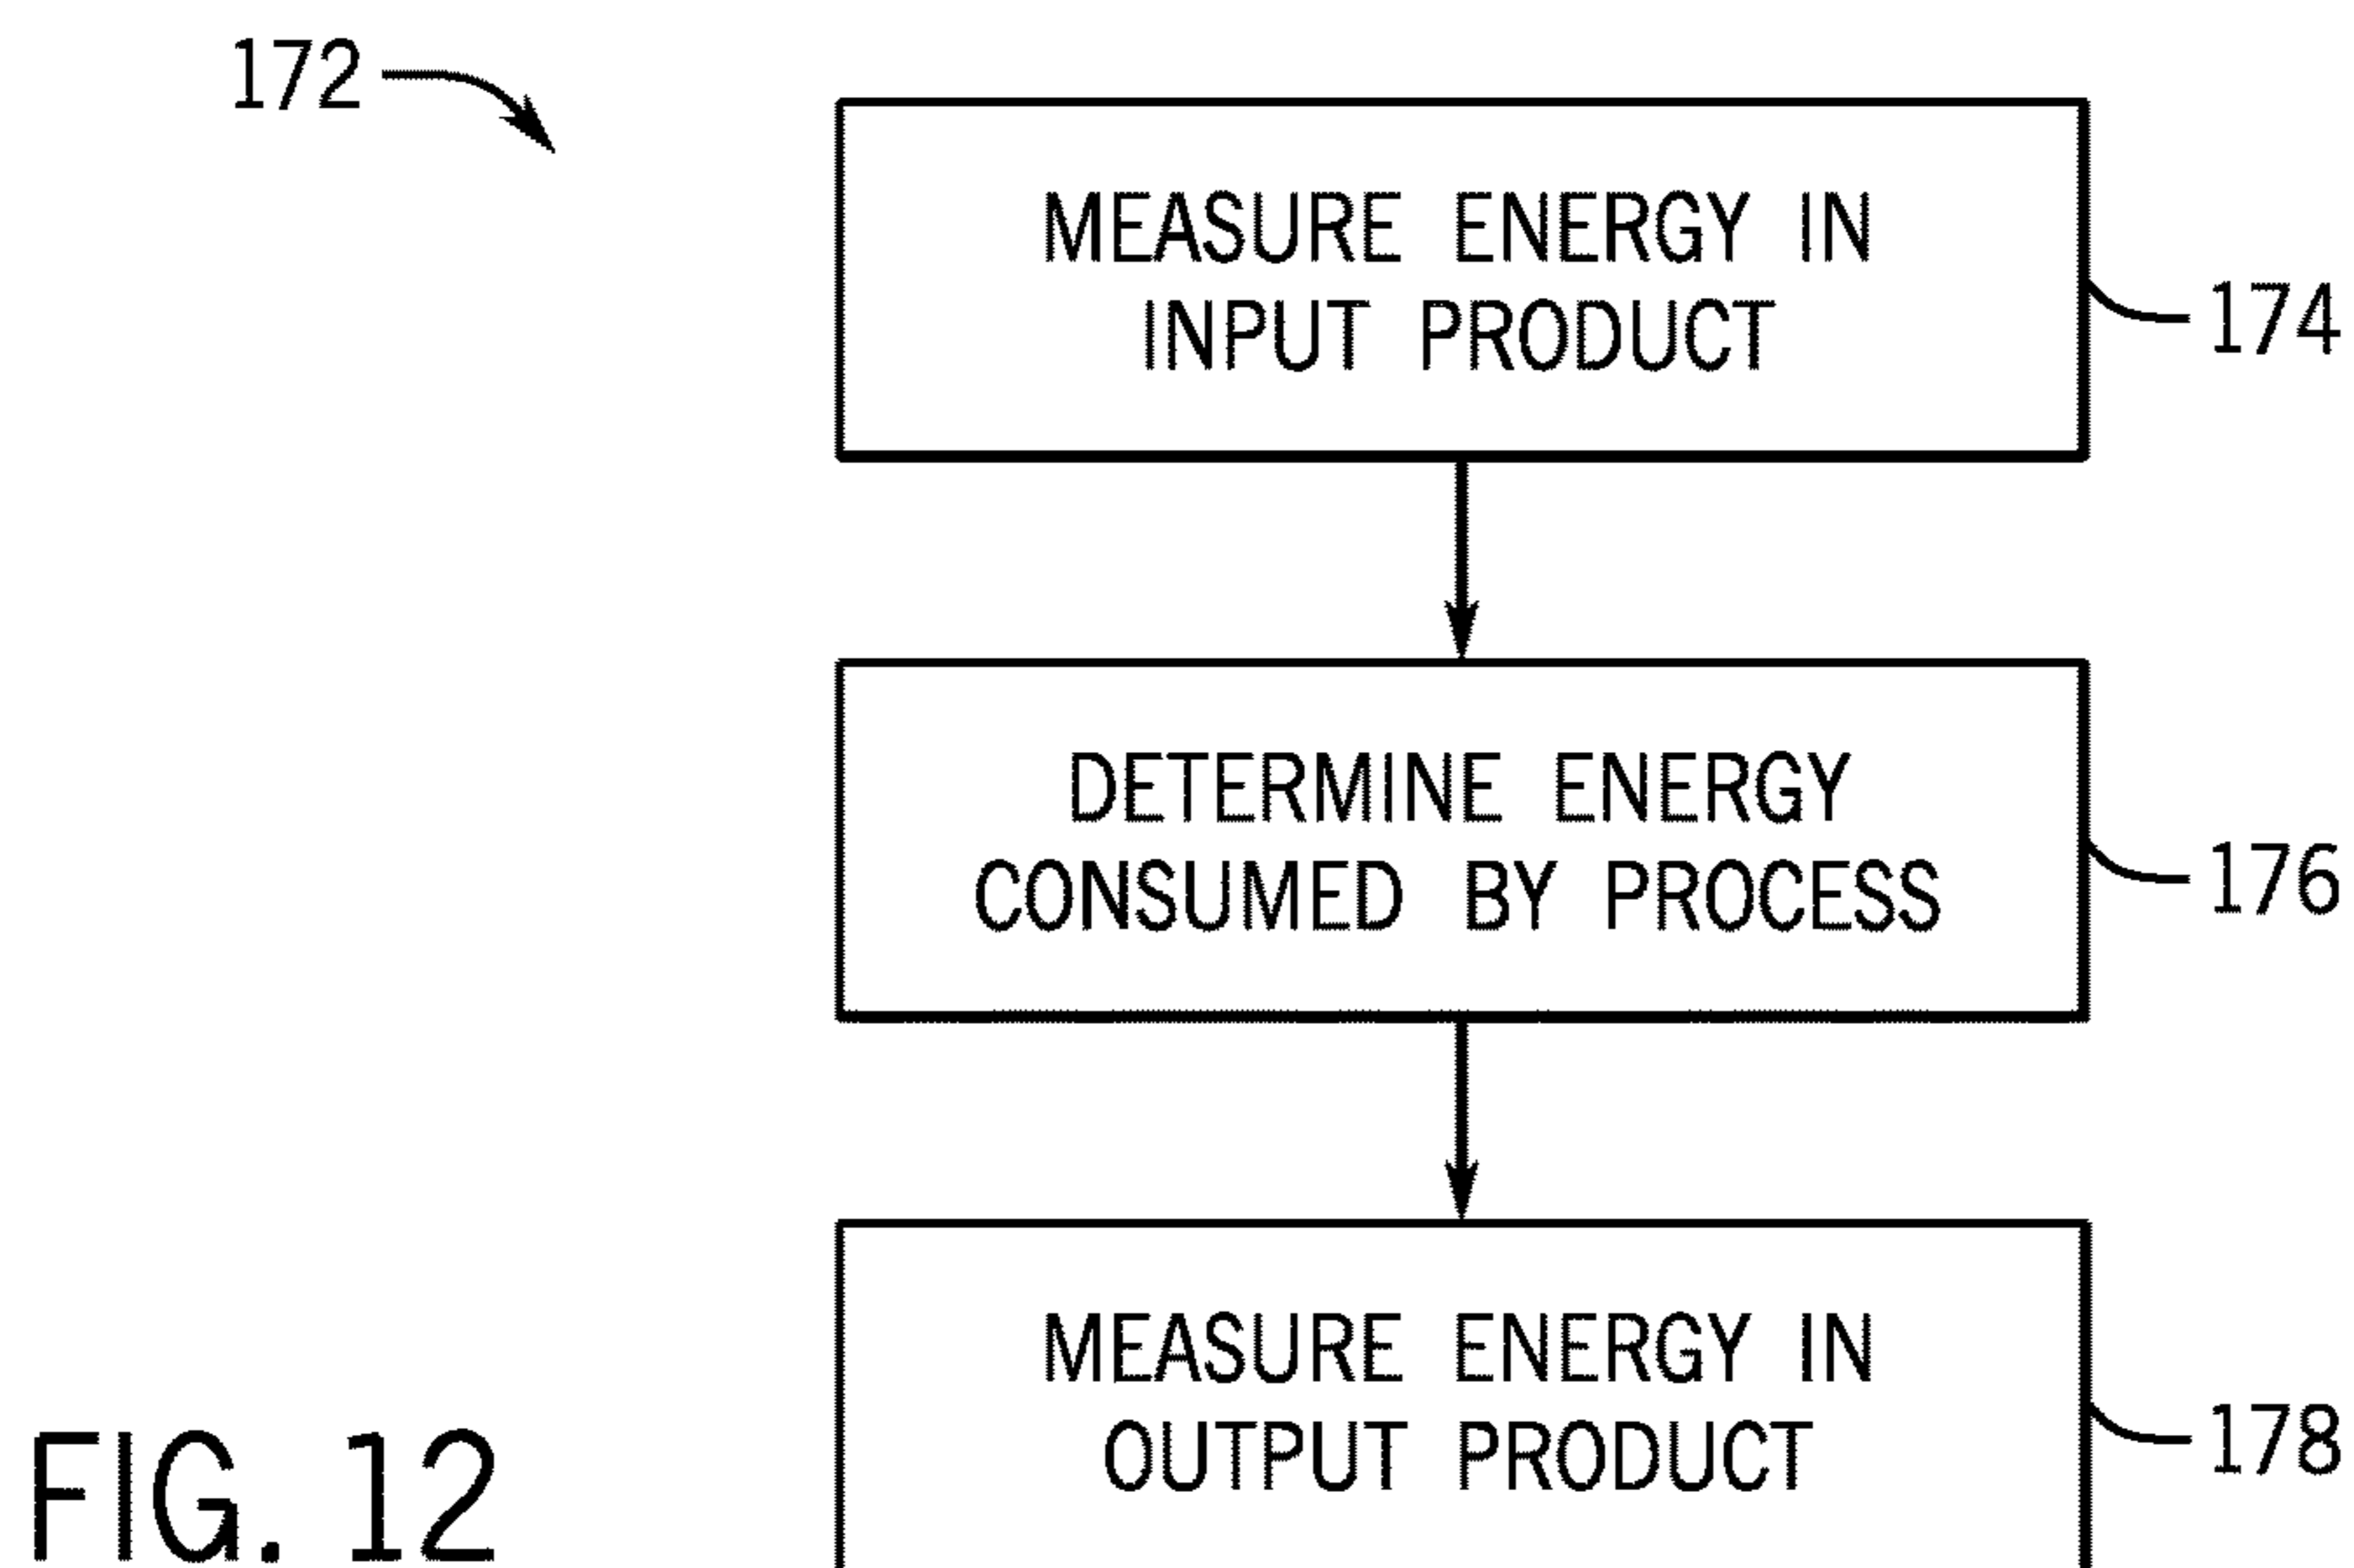 172
MEASURE ENERGY IN
INPUT PRODUCT
174
DETERMINE ENERGY
CONSUMED BY PROCESS
176
MEASURE ENERGY IN
OUTPUT PRODUCT
178
FIG. 12